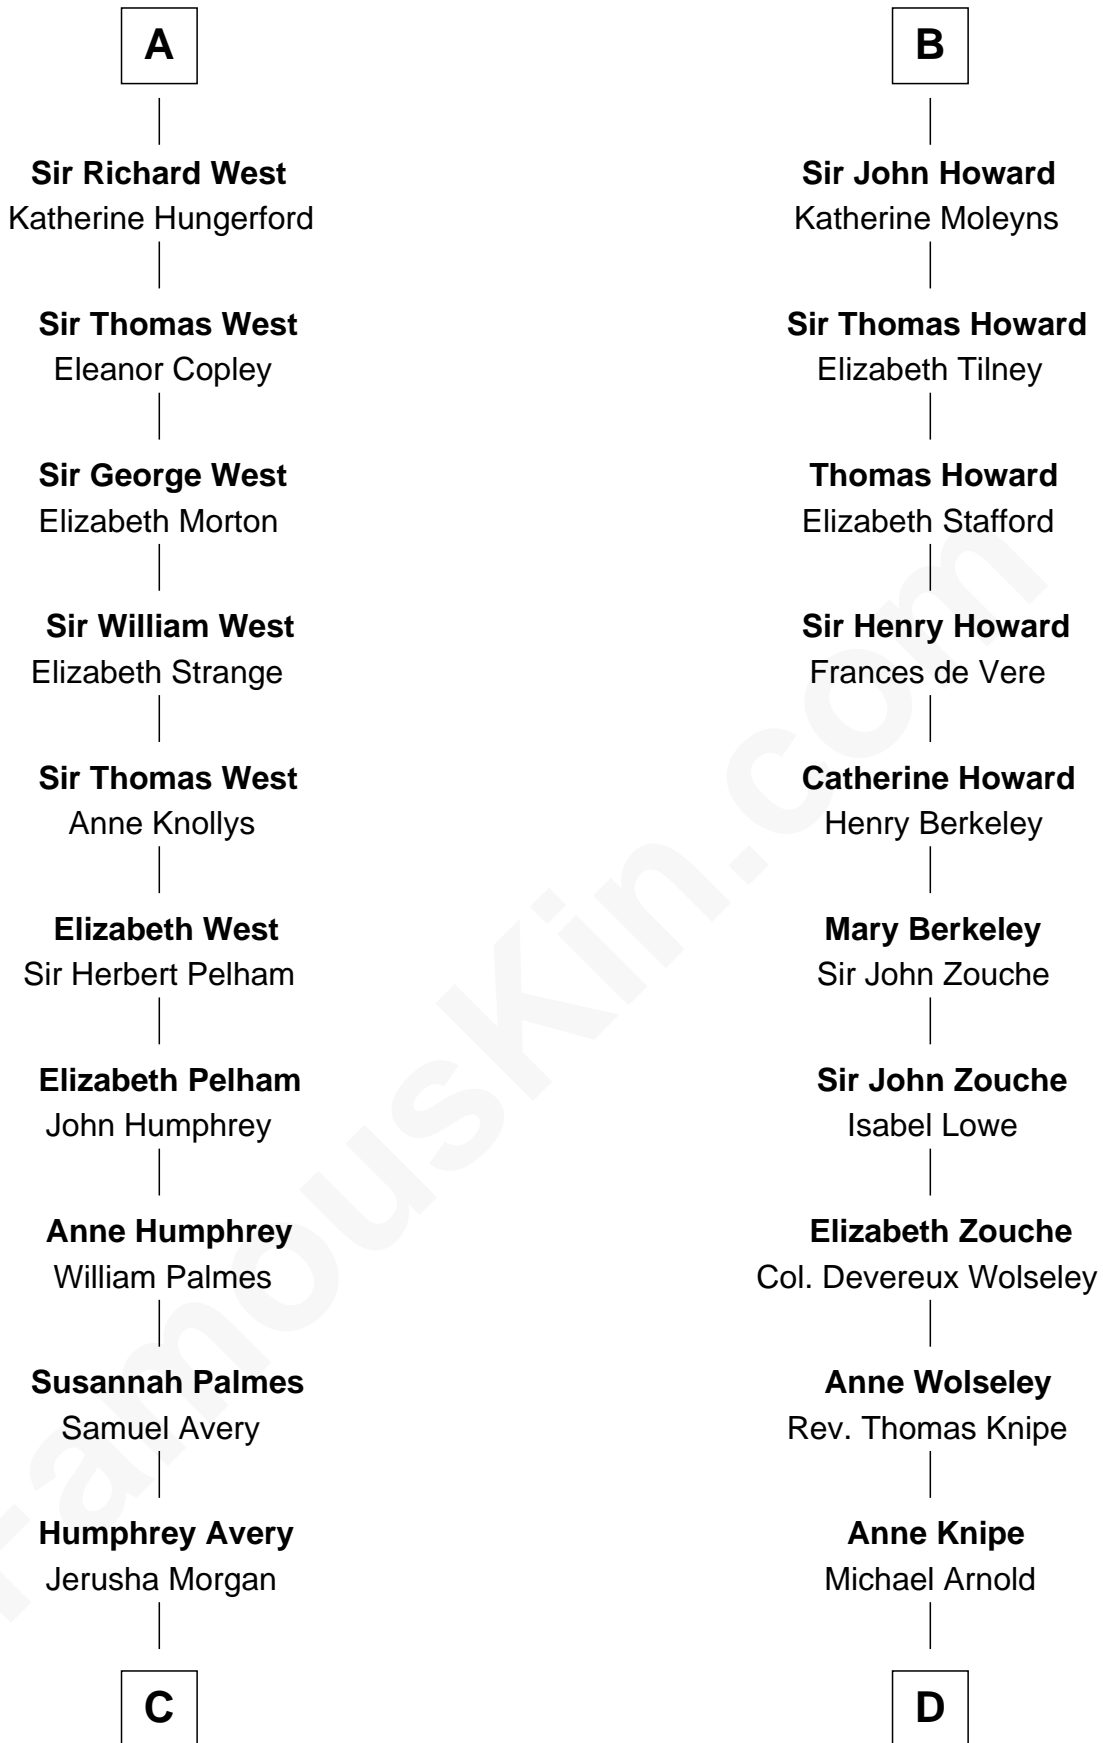 A
Sir Richard West
Katherine Hungerford
Sir Thomas West
Eleanor Copley
Sir George West
Elizabeth Morton
Sir William West
Elizabeth Strange
Sir Thomas West
Anne Knollys
Elizabeth West
Sir Herbert Pelham
Elizabeth Pelham
John Humphrey
Anne Humphrey
William Palmes
Susannah Palmes
Samuel Avery
Humphrey Avery
Jerusha Morgan
C
B
Sir John Howard
Katherine Moleyns
Sir Thomas Howard
Elizabeth Tilney
Thomas Howard
Elizabeth Stafford
Sir Henry Howard
Frances de Vere
Catherine Howard
Henry Berkeley
Mary Berkeley
Sir John Zouche
Sir John Zouche
Isabel Lowe
Elizabeth Zouche
Col. Devereux Wolseley
Anne Wolseley
Rev. Thomas Knipe
Anne Knipe
Michael Arnold
D
FamousKin.com